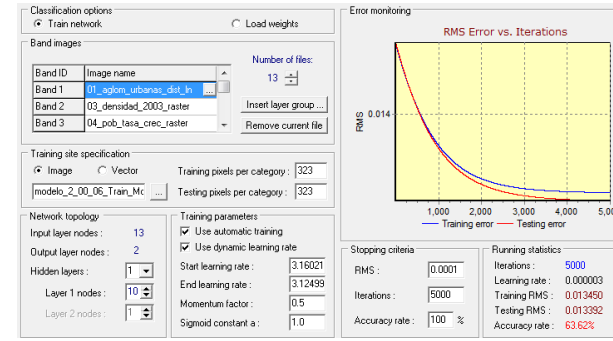 Classification options
Train network
Load weights
Band images
Number of files:
13
Band ID Image name
Band 1 01_aglom_urbanas_dist_ln ...
Band 2 03_densidad_2003_raster
Band 3 04_pob_tasa_crec_raster
Insert layer group ...
Remove current file
Training site specification
Image Vector
Training pixels per category : 323
modelo_2_00_06_Train_Mc ...
Testing pixels per category : 323
Network topology
Input layer nodes : 13
Output layer nodes : 2
Hidden layers : 1
Layer 1 nodes : 10
Layer 2 nodes : 1
Training parameters
Use automatic training
Use dynamic learning rate
Start learning rate : 3.16021
End learning rate : 3.12499
Momentum factor : 0.5
Sigmoid constant a : 1.0
Error monitoring
RMS Error vs. Iterations
RMS
0.014
1,000 2,000 3,000 4,000 5,00
Training error Testing error
Stopping criteria
RMS : 0.0001
Iterations : 5000
Accuracy rate : 100 %
Running statistics
Iterations : 5000
Learning rate : 0.000003
Training RMS : 0.013450
Testing RMS : 0.013392
Accuracy rate : 63.62%